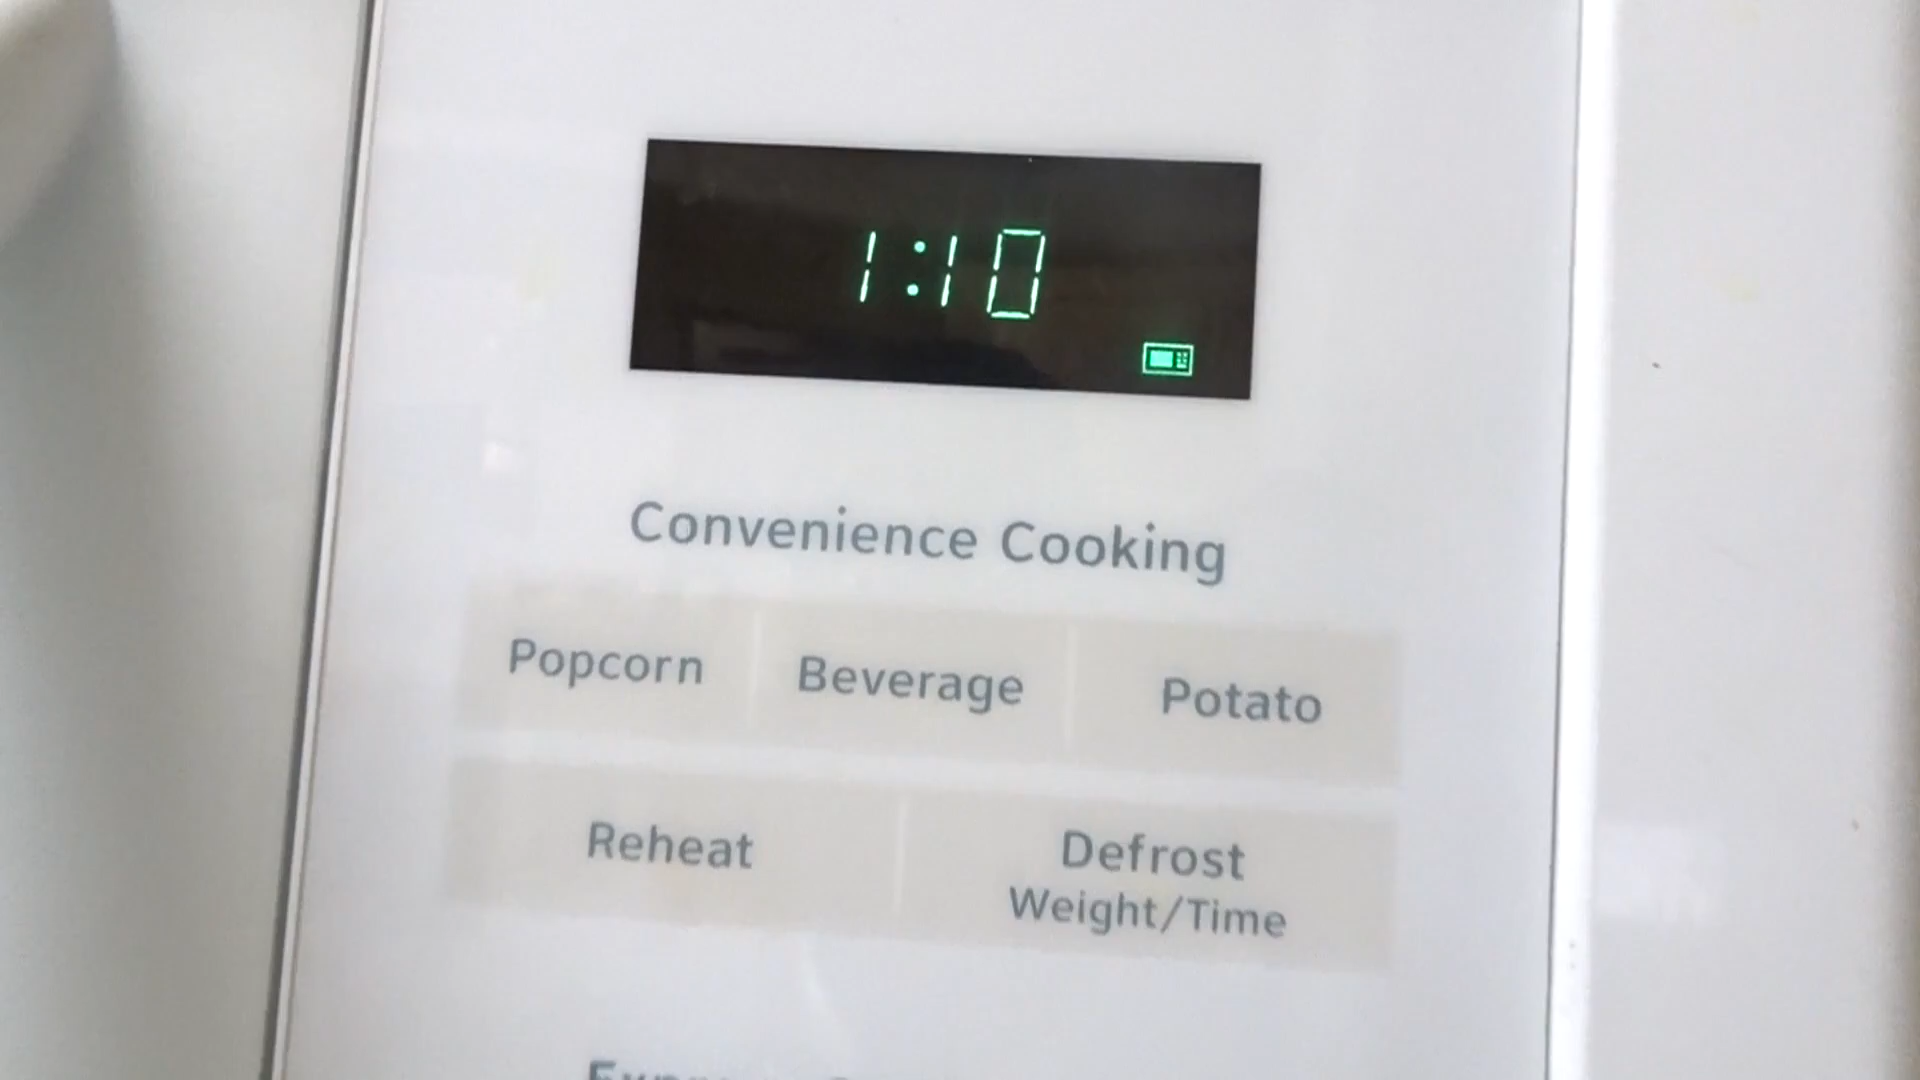 1:10
Convenience Cooking
Popcorn Beverage Potato
Reheat Defrost
Weight/Time